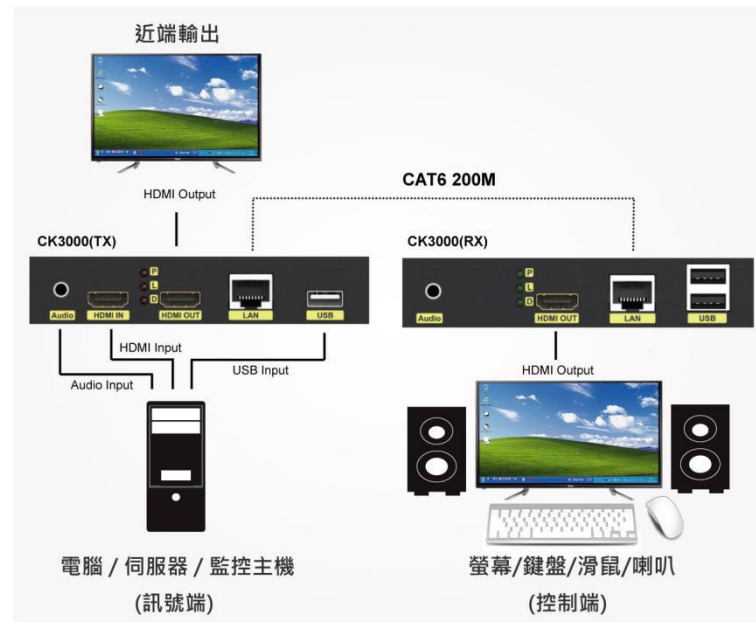 近端輸出
HDMI Output
CAT6 200M
CK3000(TX)
CK3000(RX)
P
L
D
Audio
HDMI IN
HDMI OUT
LAN
USB
P
L
D
Audio
HDMI OUT
LAN
USB
HDMI Input
Audio Input
USB Input
HDMI Output
電腦 / 伺服器 / 監控主機
(訊號端)
螢幕/鍵盤/滑鼠/喇叭
(控制端)